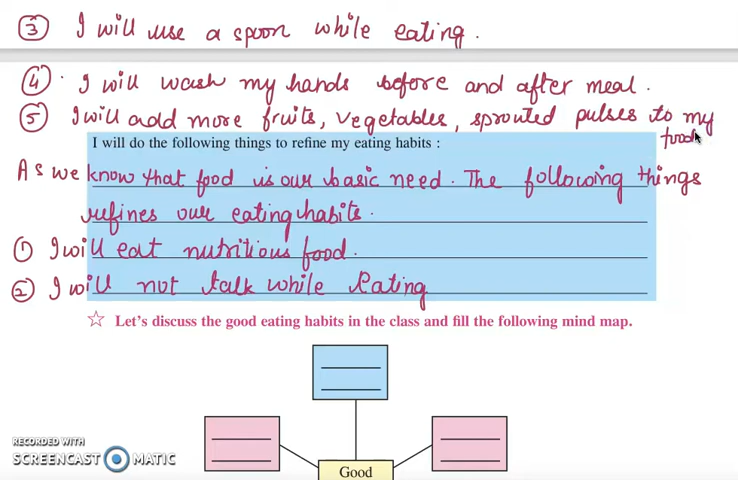 ③ I will use a spoon while eating.
④ · I will wash my hands before and after meal.
⑤ I will add more fruits, vegetables, sprouted pulses to my
food
I will do the following things to refine my eating habits :
As we know that food is our basic need. The following things
refines our eating habits.
① I will eat nutritious food.
② I will not talk while Eating
☆ Let's discuss the good eating habits in the class and fill the following mind map.
Good
RECORDED WITH
SCREENCAST O MATIC